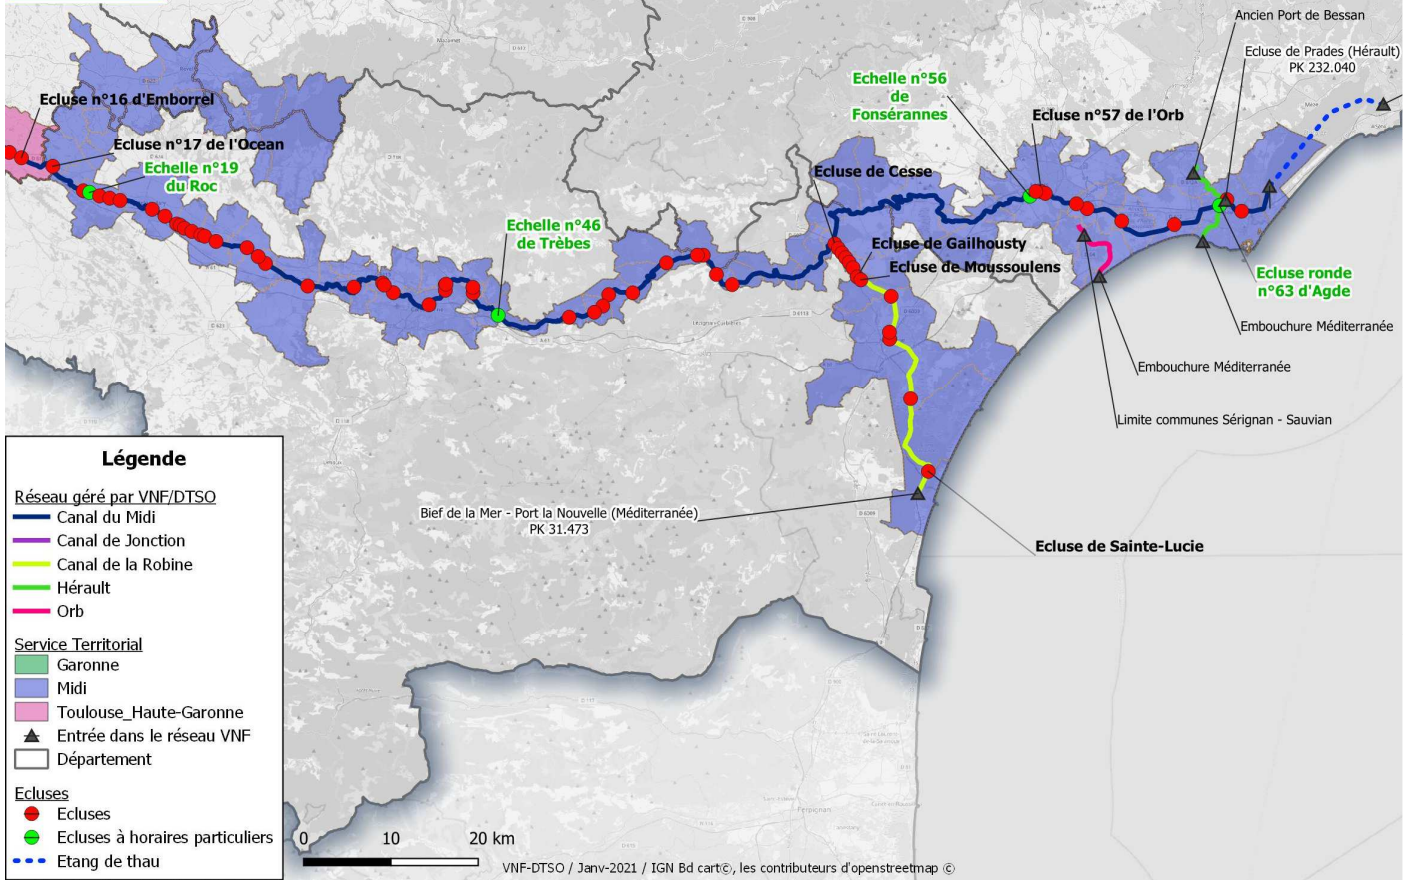 Ancien Port de Bessan
Ecluse de Prades (Hérault)
PK 232.040
Echelle n°56
de
Fonsérannes
Ecluse n°57 de l'Orb
Ecluse n°16 d'Emborrel
Ecluse n°17 de l'Ocean
Echelle n°19
du Roc
Ecluse de Cesse
Echelle n°46
de Trèbes
Ecluse de Gailhousty
Ecluse de Moussoulens
Ecluse ronde
n°63 d'Agde
Embouchure Méditerranée
Embouchure Méditerranée
Limite communes Sérignan - Sauvian
Bief de la Mer - Port la Nouvelle (Méditerranée)
PK 31.473
Ecluse de Sainte-Lucie
Légende
Réseau géré par VNF/DTSO
Canal du Midi
Canal de Jonction
Canal de la Robine
Hérault
Orb
Service Territorial
Garonne
Midi
Toulouse_Haute-Garonne
Entrée dans le réseau VNF
Département
Ecluses
Ecluses
Ecluses à horaires particuliers
Etang de thau
0 10 20 km
Perpignan
VNF-DTSO / Janv-2021 / IGN Bd cart©, les contributeurs d'openstreetmap ©